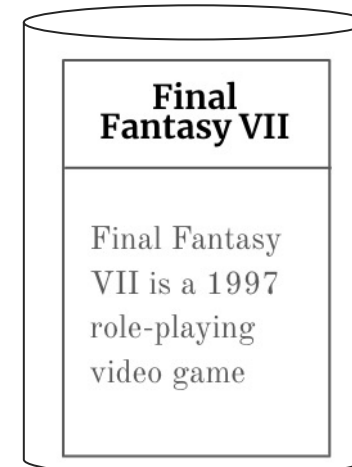 Final
Fantasy VII
Final Fantasy
VII is a 1997
role-playing
video game